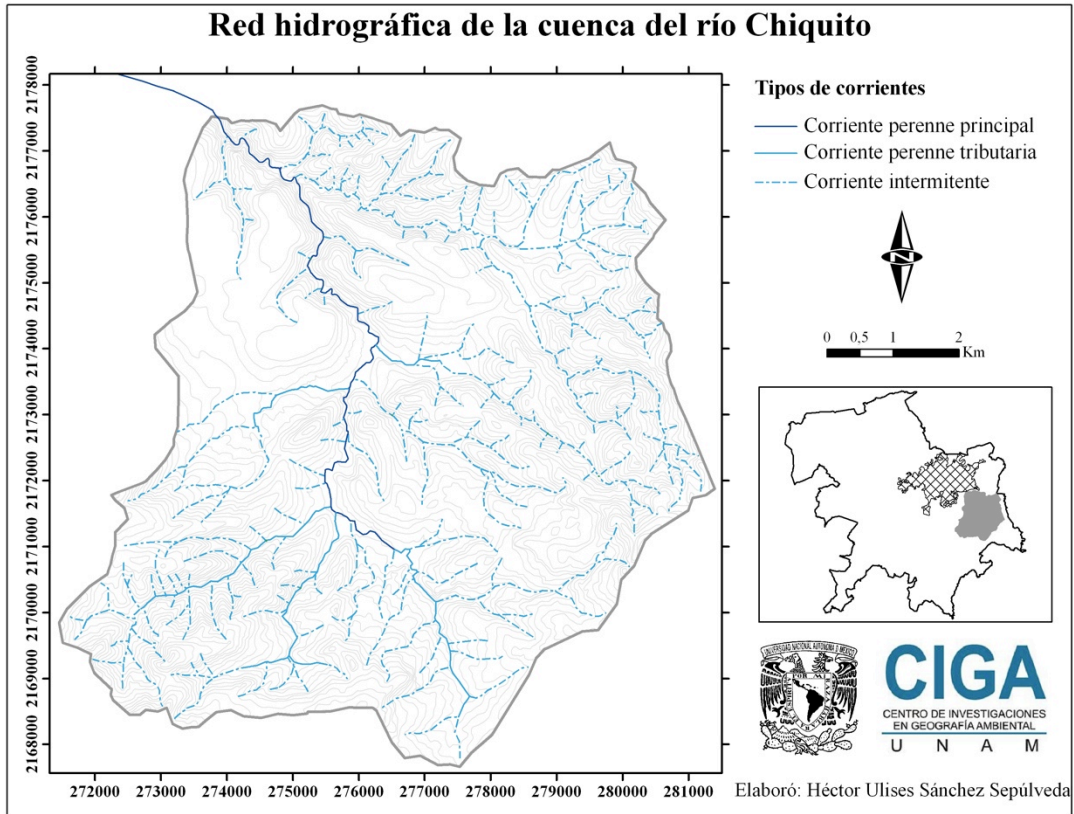 Red hidrográfica de la cuenca del río Chiquito
Tipos de corrientes
Corriente perenne principal
Corriente perenne tributaria
Corriente intermitente
N
0 0,5 1 2
Km
2178000
2177000
2176000
2175000
2174000
2173000
2172000
2171000
2170000
2169000
2168000
272000 273000 274000 275000 276000 277000 278000 279000 280000 281000
CIGA
CENTRO DE INVESTIGACIONES
EN GEOGRAFÍA AMBIENTAL
U N A M
Elaboró: Héctor Ulises Sánchez Sepúlveda